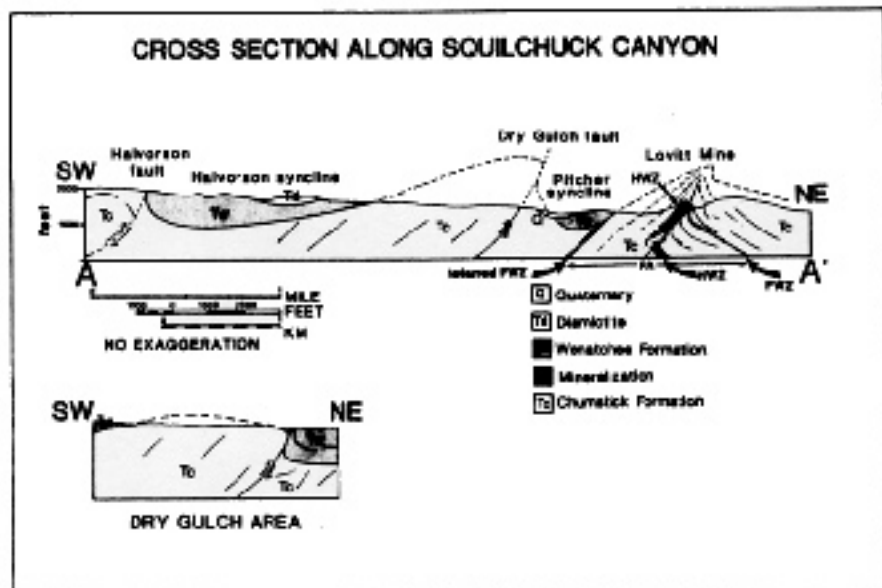 CROSS SECTION ALONG SQUILCHUCK CANYON
Dry Gulch fault
Halvorson
fault
Lovitt Mine
SW
Halvorson syncline
Pitcher
syncline
HWZ
NE
Td
feet
Tc
Tc
Q
Tc
Tc
A
Inferred FWZ
HWZ
FWZ
A'
MILE
FEET
KM
NO EXAGGERATION
Q Quaternary
Td Diamictite
Wenatchee Formation
Mineralization
Tc Chumstick Formation
SW
NE
Tc
Tc
DRY GULCH AREA